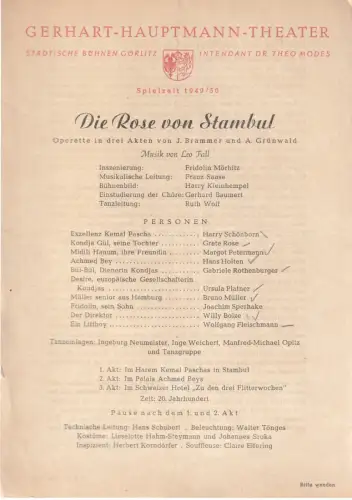 GERHART-HAUPTMANN-THEATER
STÄDTISCHE BÜHNEN GÖRLITZ INTENDANT DR. THEO MODES
Spielzeit 1949/50
Die Rose von Stambul
Operette in drei Akten von J. Brammer und A. Grünwald
Musik von Leo Fall
Inszenierung: Fridolin Mürbitz
Musikalische Leitung: Franz Sause
Bühnenbild: Harry Kleinhempel
Einstudierung der Chöre: Gerhard Baumert
Tanzleitung: Ruth Wolf
PERSONEN
Exzellenz Kemal Pascha Harry Schönborn
Kondja Gül, seine Tochter Grete Rose
Midili Hanum, ihre Freundin Margot Petermann
Achmed Bey Hans Holten
Bül-Bül, Dienerin Kondjas Gabriele Rothenburger
Desire, europäische Gesellschafterin
Kondjas Ursula Flatner
Müller senior aus Hamburg Bruno Müller
Fridolin, sein Sohn Joachim Sperhake
Der Direktor Willy Boise
Ein Liftboy Wolfgang Fleischmann
Tanzeinlagen: Ingeborg Neumeister, Inge Weichert, Manfred-Michael Opitz
und Tanzgruppe
1. Akt: Im Harem Kemal Paschas in Stambul
2. Akt: Im Palais Achmed Beys
3. Akt: Im Schweizer Hotel „Zu den drei Flitterwochen"
Zeit: 20. Jahrhundert
Pause nach dem 1. und 2. Akt
Technische Leitung: Hans Schubert . Beleuchtung: Walter Tönges
Kostüme: Lieselotte Hahm-Steymann und Johannes Sruka
Inspizient: Herbert Korndörfer . Souffleuse: Claire Elfering
Bitte wenden